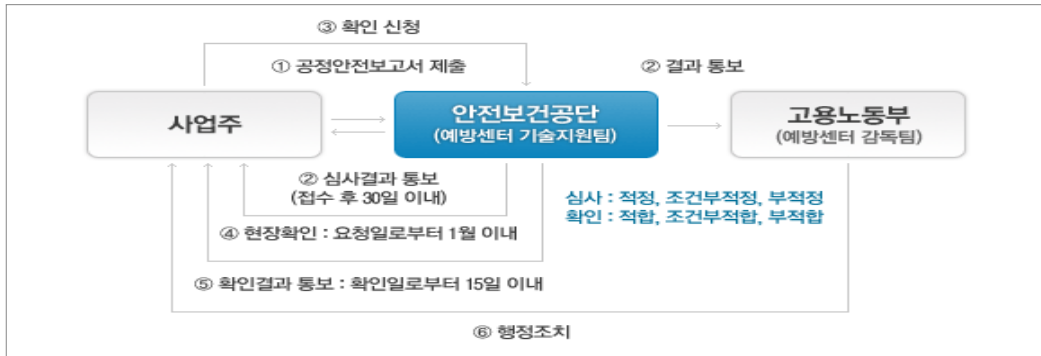 ③ 확인 신청
① 공정안전보고서 제출
② 결과 통보
사업주
안전보건공단
(예방센터 기술지원팀)
고용노동부
(예방센터 감독팀)
② 심사결과 통보
(접수 후 30일 이내)
심사 : 적정, 조건부적정, 부적정
확인 : 적합, 조건부적합, 부적합
④ 현장확인 : 요청일로부터 1월 이내
⑤ 확인결과 통보 : 확인일로부터 15일 이내
⑥ 행정조치